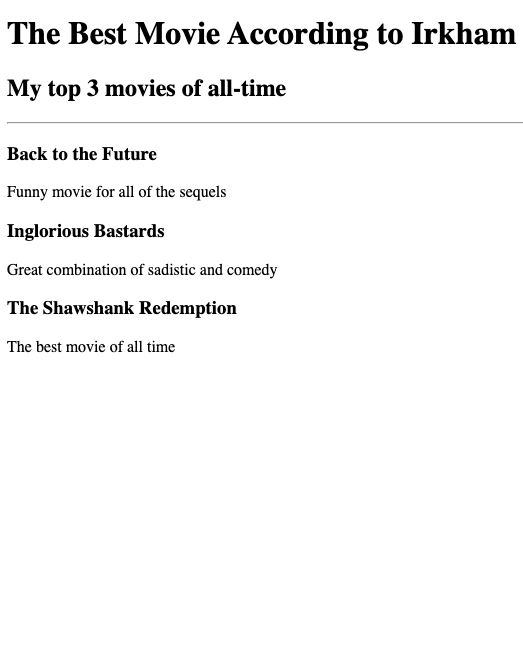 The Best Movie According to Irkham
My top 3 movies of all-time
Back to the Future
Funny movie for all of the sequels
Inglorious Bastards
Great combination of sadistic and comedy
The Shawshank Redemption
The best movie of all time